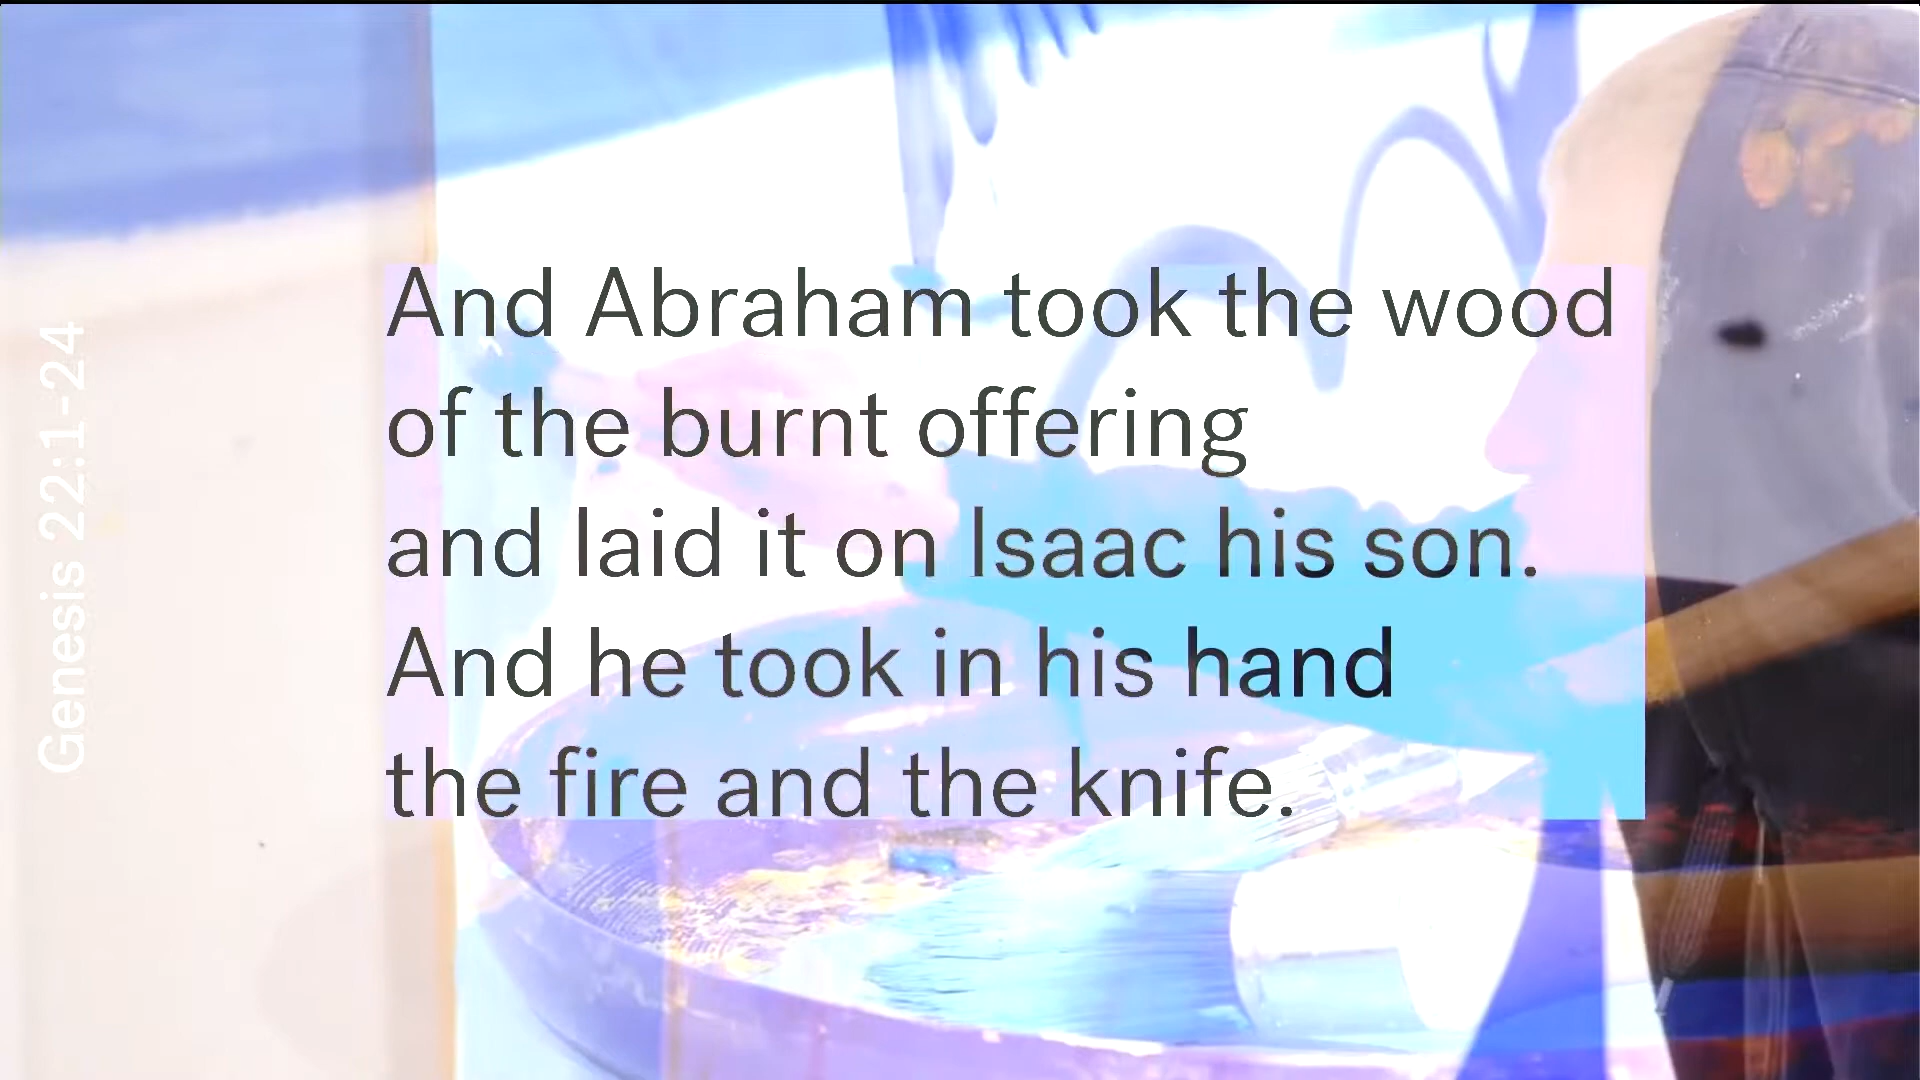 Genesis 22:1-24
And Abraham took the wood
of the burnt offering
and laid it on Isaac his son.
And he took in his hand
the fire and the knife.